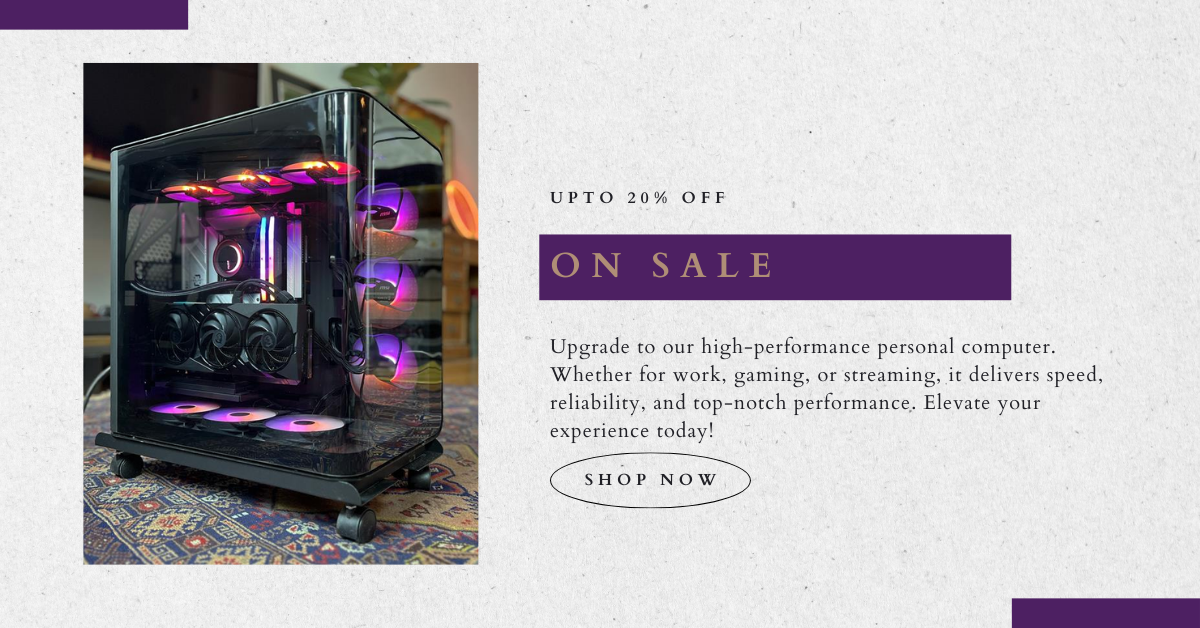 UPTO 20% OFF
ON SALE
Upgrade to our high-performance personal computer.
Whether for work, gaming, or streaming, it delivers speed,
reliability, and top-notch performance. Elevate your
experience today!
SHOP NOW